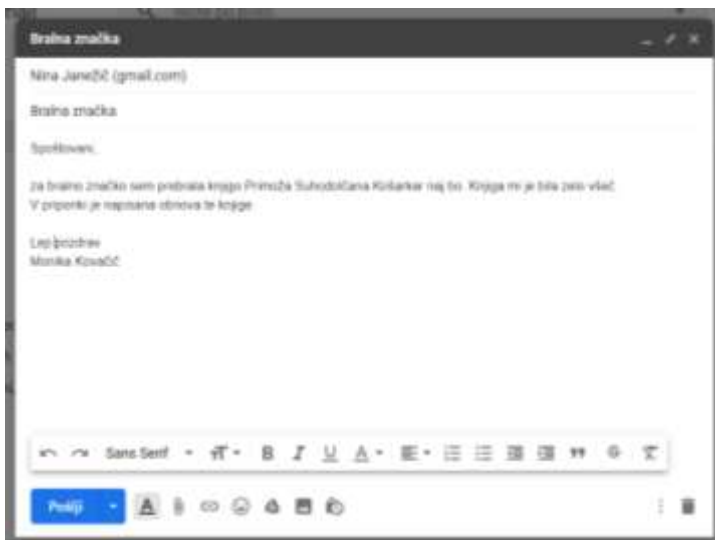 Bralna značka
Nina Janežič (gmail.com)
Bralna značka
Spoštovani,
za bralno značko sem prebrala knjigo Primoža Suhodolčana Košarkar naj bo. Knjiga mi je bila zelo všeč.
V priponki je napisana obnova te knjige.
Lep pozdrav
Monika Kovačič
Sans Serif
Pošlji